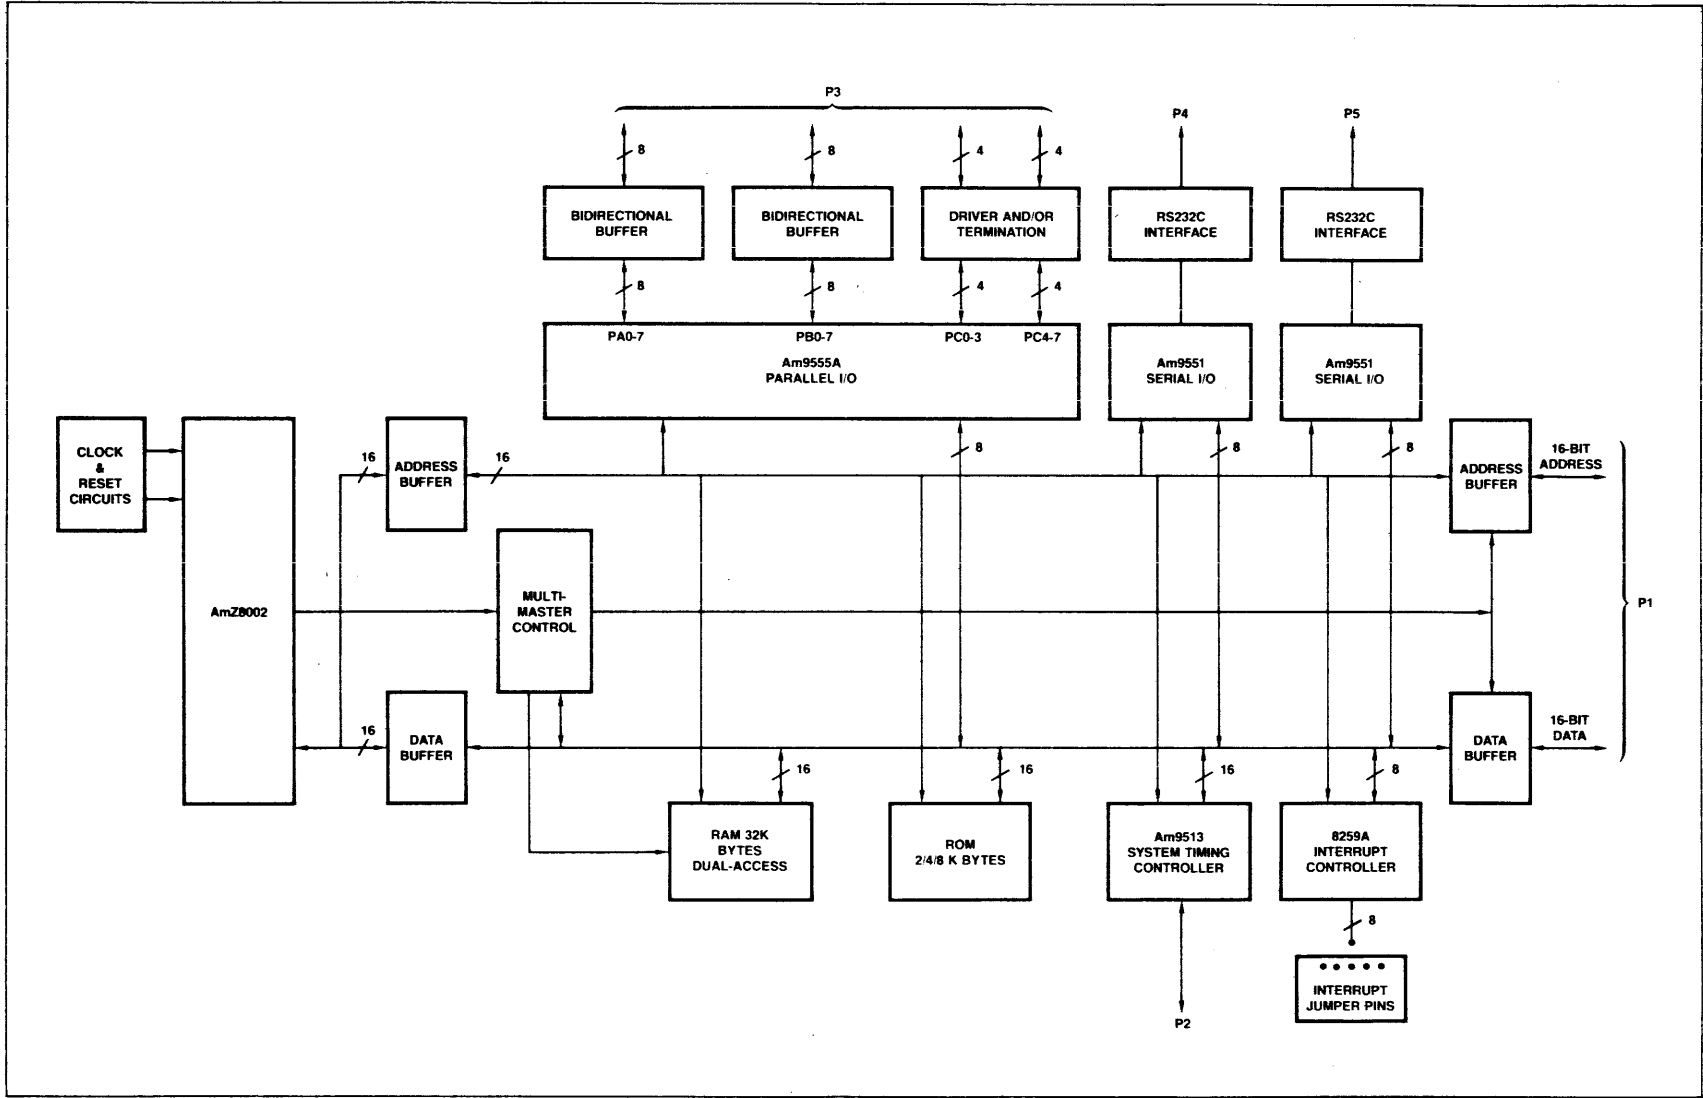 P3
P4
P5
8
8
4
4
BIDIRECTIONAL
BUFFER
BIDIRECTIONAL
BUFFER
DRIVER AND/OR
TERMINATION
RS232C
INTERFACE
RS232C
INTERFACE
8
8
4
4
PA0-7
PB0-7
PC0-3
PC4-7
Am9555A
PARALLEL I/O
Am9551
SERIAL I/O
Am9551
SERIAL I/O
CLOCK
&
RESET
CIRCUITS
16
ADDRESS
BUFFER
16
8
8
8
ADDRESS
BUFFER
16-BIT
ADDRESS
AmZ8002
MULTI-
MASTER
CONTROL
P1
16
DATA
BUFFER
DATA
BUFFER
16-BIT
DATA
16
16
16
8
RAM 32K
BYTES
DUAL-ACCESS
ROM
2/4/8 K BYTES
Am9513
SYSTEM TIMING
CONTROLLER
8259A
INTERRUPT
CONTROLLER
8
INTERRUPT
JUMPER PINS
P2